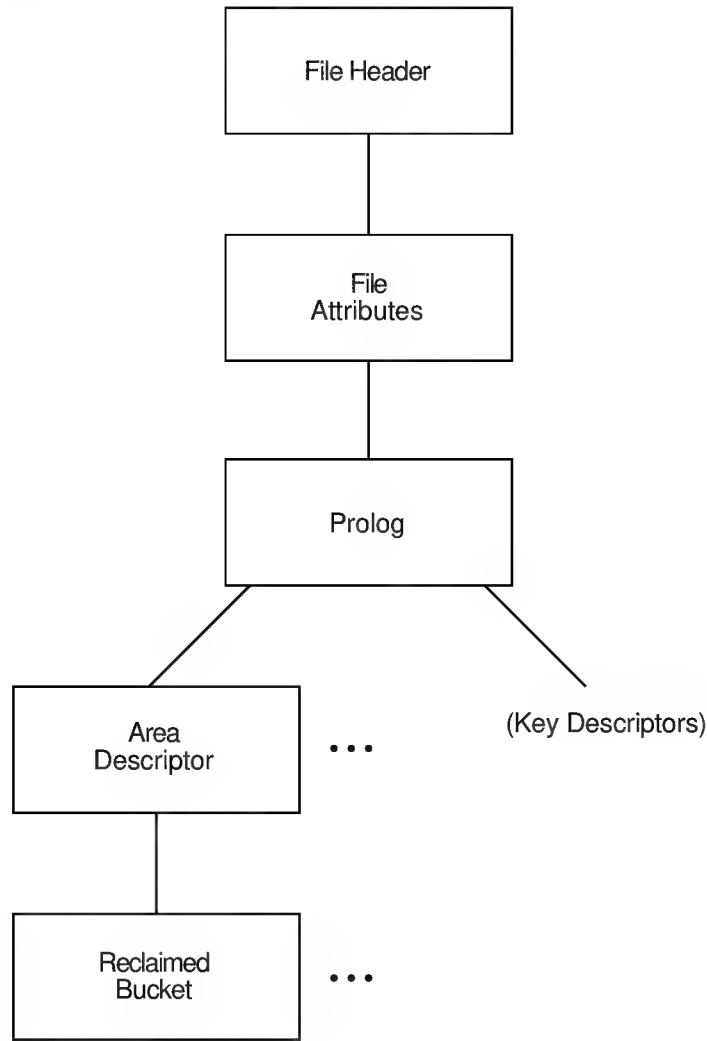 File Header
File
Attributes
Prolog
Area
Descriptor
• • •
(Key Descriptors)
Reclaimed
Bucket
• • •